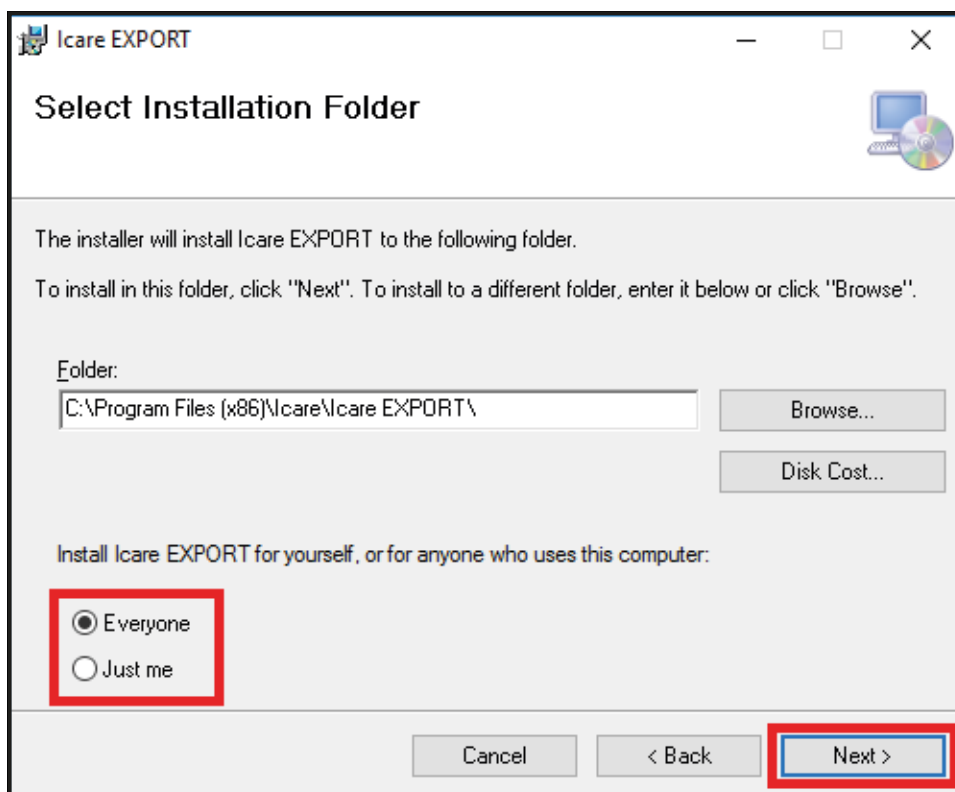 Icare EXPORT
Select Installation Folder
The installer will install Icare EXPORT to the following folder.
To install in this folder, click "Next". To install to a different folder, enter it below or click "Browse".
Folder:
C:\Program Files (x86)\Icare\Icare EXPORT\
Browse...
Disk Cost...
Install Icare EXPORT for yourself, or for anyone who uses this computer:
Everyone
Just me
Cancel
< Back
Next >